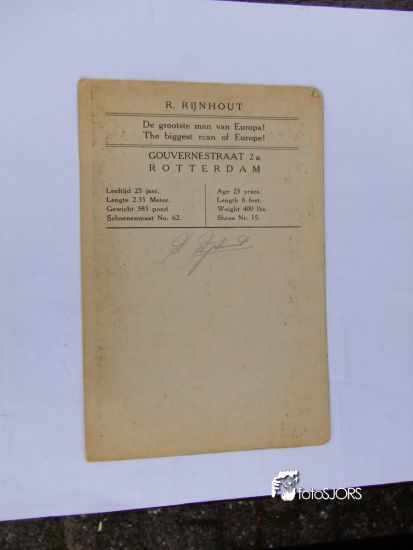 R. RIJNHOUT
De grootste man van Europa!
The biggest man of Europe!
GOUVERNESTRAAT 2a
ROTTERDAM
Leeftijd 25 jaar.
Lengte 2.35 Meter.
Gewicht 385 pond
Schoenenmaat No. 62.
Age 25 years.
Length 8 feet.
Weight 400 lbs.
Shoes Nr. 15.
fotoSJORS